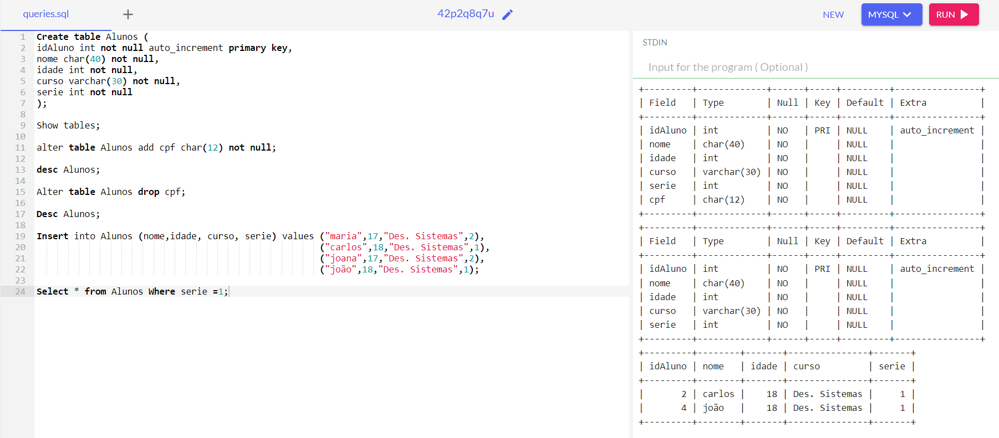 queries.sql + 42p2q8q7u NEW MYSQL RUN
1 Create table Alunos (
2 idAluno int not null auto_increment primary key,
3 nome char(40) not null,
4 idade int not null,
5 curso varchar(30) not null,
6 serie int not null
7 );
8
9 Show tables;
10
11 alter table Alunos add cpf char(12) not null;
12
13 desc Alunos;
14
15 Alter table Alunos drop cpf;
16
17 Desc Alunos;
18
19 Insert into Alunos (nome,idade, curso, serie) values ("maria",17,"Des. Sistemas",2),
20 ("carlos",18,"Des. Sistemas",1),
21 ("joana",17,"Des. Sistemas",2),
22 ("joão",18,"Des. Sistemas",1);
23
24 Select * from Alunos Where serie =1;
STDIN
Input for the program ( Optional )
+---------+-------------+------+-----+---------+----------------+
| Field   | Type        | Null | Key | Default | Extra          |
+---------+-------------+------+-----+---------+----------------+
| idAluno | int         | NO   | PRI | NULL    | auto_increment |
| nome    | char(40)    | NO   |     | NULL    |                |
| idade   | int         | NO   |     | NULL    |                |
| curso   | varchar(30) | NO   |     | NULL    |                |
| serie   | int         | NO   |     | NULL    |                |
| cpf     | char(12)    | NO   |     | NULL    |                |
+---------+-------------+------+-----+---------+----------------+
+---------+-------------+------+-----+---------+----------------+
| Field   | Type        | Null | Key | Default | Extra          |
+---------+-------------+------+-----+---------+----------------+
| idAluno | int         | NO   | PRI | NULL    | auto_increment |
| nome    | char(40)    | NO   |     | NULL    |                |
| idade   | int         | NO   |     | NULL    |                |
| curso   | varchar(30) | NO   |     | NULL    |                |
| serie   | int         | NO   |     | NULL    |                |
+---------+-------------+------+-----+---------+----------------+
+---------+--------+-------+---------------+-------+
| idAluno | nome   | idade | curso         | serie |
+---------+--------+-------+---------------+-------+
|       2 | carlos |    18 | Des. Sistemas |     1 |
|       4 | joão   |    18 | Des. Sistemas |     1 |
+---------+--------+-------+---------------+-------+